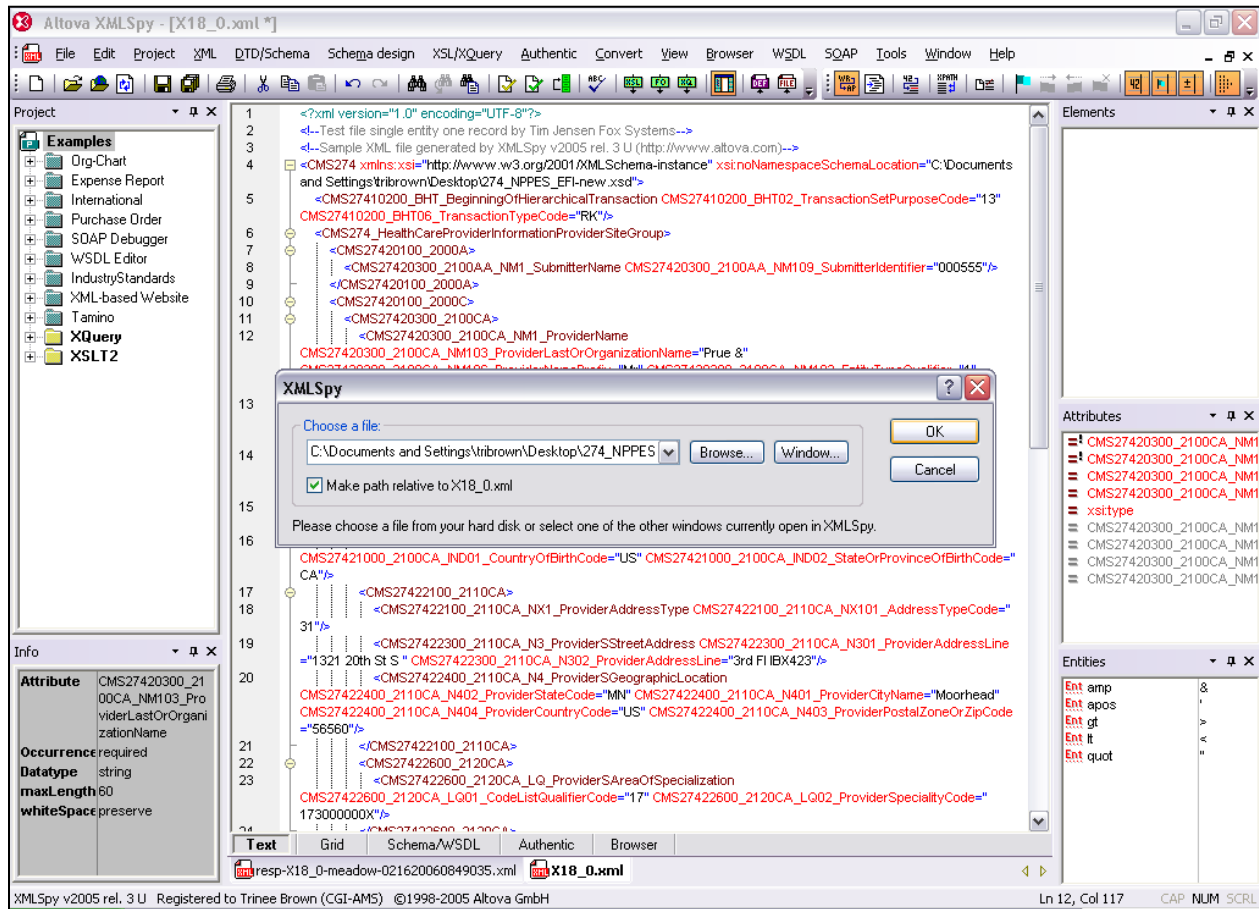 Altova XMLSpy - [X18_0.xml *]
File Edit Project XML DTD/Schema Schema design XSL/XQuery Authentic Convert View Browser WSDL SOAP Tools Window Help
Project
Examples
Org-Chart
Expense Report
International
Purchase Order
SOAP Debugger
WSDL Editor
IndustryStandards
XML-based Website
Tamino
XQuery
XSLT2
Info
Attribute CMS27420300_21
00CA_NM103_Pro
viderLastOrOrgani
zationName
Occurrence required
Datatype string
maxLength 60
whiteSpace preserve
1 <?xml version="1.0" encoding="UTF-8"?>
2 <!--Test file single entity one record by Tim Jensen Fox Systems-->
3 <!--Sample XML file generated by XMLSpy v2005 rel. 3 U (http://www.altova.com)-->
4 <CMS274 xmlns:xsi="http://www.w3.org/2001/XMLSchema-instance" xsi:noNamespaceSchemaLocation="C:\Documents
and Settings\tribrown\Desktop\274_NPPES_EFI-new.xsd">
5 <CMS27410200_BHT_BeginningOfHierarchicalTransaction CMS27410200_BHT02_TransactionSetPurposeCode="13"
CMS27410200_BHT06_TransactionTypeCode="RK"/>
6 <CMS274_HealthCareProviderInformationProviderSiteGroup>
7 <CMS27420100_2000A>
8 <CMS27420300_2100AA_NM1_SubmitterName CMS27420300_2100AA_NM109_SubmitterIdentifier="000555"/>
9 </CMS27420100_2000A>
10 <CMS27420100_2000C>
11 <CMS27420300_2100CA>
12 <CMS27420300_2100CA_NM1_ProviderName
CMS27420300_2100CA_NM103_ProviderLastOrOrganizationName="Prue &"
13
14
15
16
CMS27421000_2100CA_IND01_CountryOfBirthCode="US" CMS27421000_2100CA_IND02_StateOrProvinceOfBirthCode="
CA"/>
17 <CMS27422100_2110CA>
18 <CMS27422100_2110CA_NX1_ProviderAddressType CMS27422100_2110CA_NX101_AddressTypeCode="
31"/>
19 <CMS27422300_2110CA_N3_ProviderSStreetAddress CMS27422300_2110CA_N301_ProviderAddressLine
="1321 20th St S " CMS27422300_2110CA_N302_ProviderAddressLine="3rd Fl IBX423"/>
20 <CMS27422400_2110CA_N4_ProviderSGeographicLocation
CMS27422400_2110CA_N402_ProviderStateCode="MN" CMS27422400_2110CA_N401_ProviderCityName="Moorhead"
CMS27422400_2110CA_N404_ProviderCountryCode="US" CMS27422400_2110CA_N403_ProviderPostalZoneOrZipCode
="56560"/>
21 </CMS27422100_2110CA>
22 <CMS27422600_2120CA>
23 <CMS27422600_2120CA_LQ_ProviderSAreaOfSpecialization
CMS27422600_2120CA_LQ01_CodeListQualifierCode="17" CMS27422600_2120CA_LQ02_ProviderSpecialityCode="
173000000X"/>
XMLSpy
Choose a file:
C:\Documents and Settings\tribrown\Desktop\274_NPPES
Browse... Window...
Make path relative to X18_0.xml
OK
Cancel
Please choose a file from your hard disk or select one of the other windows currently open in XMLSpy.
Text Grid Schema/WSDL Authentic Browser
resp-X18_0-meadow-021620060849035.xml X18_0.xml
Elements
Attributes
CMS27420300_2100CA_NM1
CMS27420300_2100CA_NM1
CMS27420300_2100CA_NM1
CMS27420300_2100CA_NM1
xsi:type
CMS27420300_2100CA_NM1
CMS27420300_2100CA_NM1
CMS27420300_2100CA_NM1
CMS27420300_2100CA_NM1
Entities
Ent amp &
Ent apos '
Ent gt >
Ent lt <
Ent quot "
XMLSpy v2005 rel. 3 U Registered to Trinee Brown (CGI-AMS) ©1998-2005 Altova GmbH Ln 12, Col 117 CAP NUM SCRL